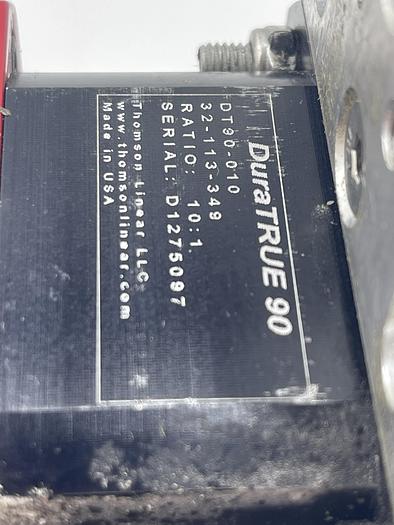 DuraTRUE 90
DT90-010
32-113-349
RATIO: 10:1
SERIAL: D1275097
Thomson Linear LLC
www.thomsonlinear.com
Made in USA